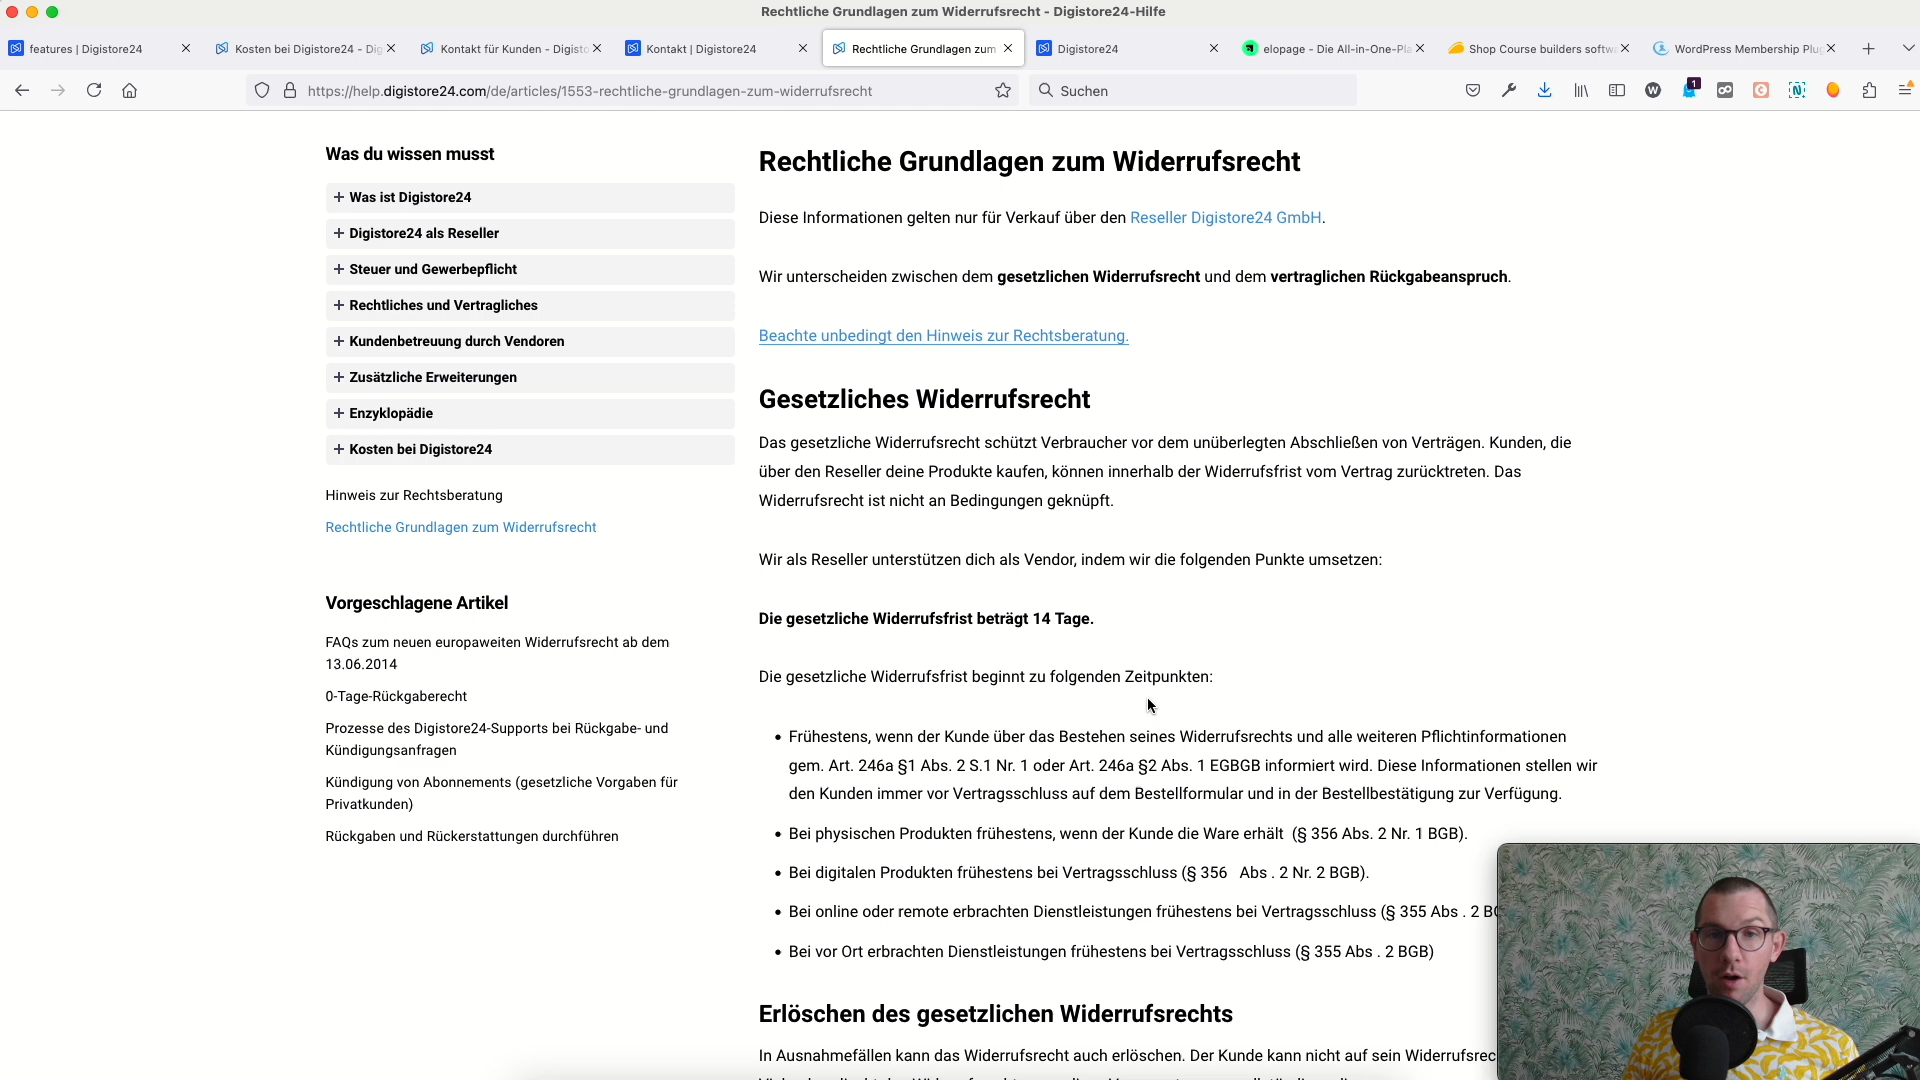 Rechtliche Grundlagen zum Widerrufsrecht - Digistore24-Hilfe
features | Digistore24
Kosten bei Digistore24 - Dig
Kontakt für Kunden - Digisto
Kontakt | Digistore24
Rechtliche Grundlagen zum
Digistore24
elopage - Die All-in-One-Pla
Shop Course builders softw
WordPress Membership Plug
https://help.digistore24.com/de/articles/1553-rechtliche-grundlagen-zum-widerrufsrecht
Suchen
1
Was du wissen musst
+ Was ist Digistore24
+ Digistore24 als Reseller
+ Steuer und Gewerbepflicht
+ Rechtliches und Vertragliches
+ Kundenbetreuung durch Vendoren
+ Zusätzliche Erweiterungen
+ Enzyklopädie
+ Kosten bei Digistore24
Hinweis zur Rechtsberatung
Rechtliche Grundlagen zum Widerrufsrecht
Vorgeschlagene Artikel
FAQs zum neuen europaweiten Widerrufsrecht ab dem
13.06.2014
0-Tage-Rückgaberecht
Prozesse des Digistore24-Supports bei Rückgabe- und
Kündigungsanfragen
Kündigung von Abonnements (gesetzliche Vorgaben für
Privatkunden)
Rückgaben und Rückerstattungen durchführen
Rechtliche Grundlagen zum Widerrufsrecht
Diese Informationen gelten nur für Verkauf über den Reseller Digistore24 GmbH.
Wir unterscheiden zwischen dem gesetzlichen Widerrufsrecht und dem vertraglichen Rückgabeanspruch.
Beachte unbedingt den Hinweis zur Rechtsberatung.
Gesetzliches Widerrufsrecht
Das gesetzliche Widerrufsrecht schützt Verbraucher vor dem unüberlegten Abschließen von Verträgen. Kunden, die
über den Reseller deine Produkte kaufen, können innerhalb der Widerrufsfrist vom Vertrag zurücktreten. Das
Widerrufsrecht ist nicht an Bedingungen geknüpft.
Wir als Reseller unterstützen dich als Vendor, indem wir die folgenden Punkte umsetzen:
Die gesetzliche Widerrufsfrist beträgt 14 Tage.
Die gesetzliche Widerrufsfrist beginnt zu folgenden Zeitpunkten:
• Frühestens, wenn der Kunde über das Bestehen seines Widerrufsrechts und alle weiteren Pflichtinformationen
gem. Art. 246a §1 Abs. 2 S.1 Nr. 1 oder Art. 246a §2 Abs. 1 EGBGB informiert wird. Diese Informationen stellen wir
den Kunden immer vor Vertragsschluss auf dem Bestellformular und in der Bestellbestätigung zur Verfügung.
• Bei physischen Produkten frühestens, wenn der Kunde die Ware erhält (§ 356 Abs. 2 Nr. 1 BGB).
• Bei digitalen Produkten frühestens bei Vertragsschluss (§ 356 Abs . 2 Nr. 2 BGB).
• Bei online oder remote erbrachten Dienstleistungen frühestens bei Vertragsschluss (§ 355 Abs . 2 BG
• Bei vor Ort erbrachten Dienstleistungen frühestens bei Vertragsschluss (§ 355 Abs . 2 BGB)
Erlöschen des gesetzlichen Widerrufsrechts
In Ausnahmefällen kann das Widerrufsrecht auch erlöschen. Der Kunde kann nicht auf sein Widerrufsrec